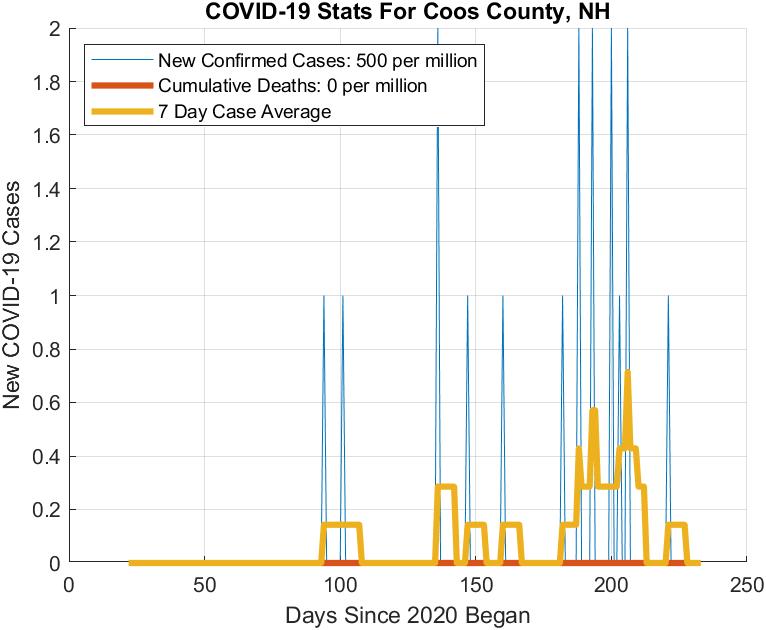 COVID-19 Stats For Coos County, NH
2
1.8
1.6
1.4
1.2
1
0.8
0.6
0.4
0.2
0
New COVID-19 Cases
New Confirmed Cases: 500 per million
Cumulative Deaths: 0 per million
7 Day Case Average
0 50 100 150 200 250
Days Since 2020 Began